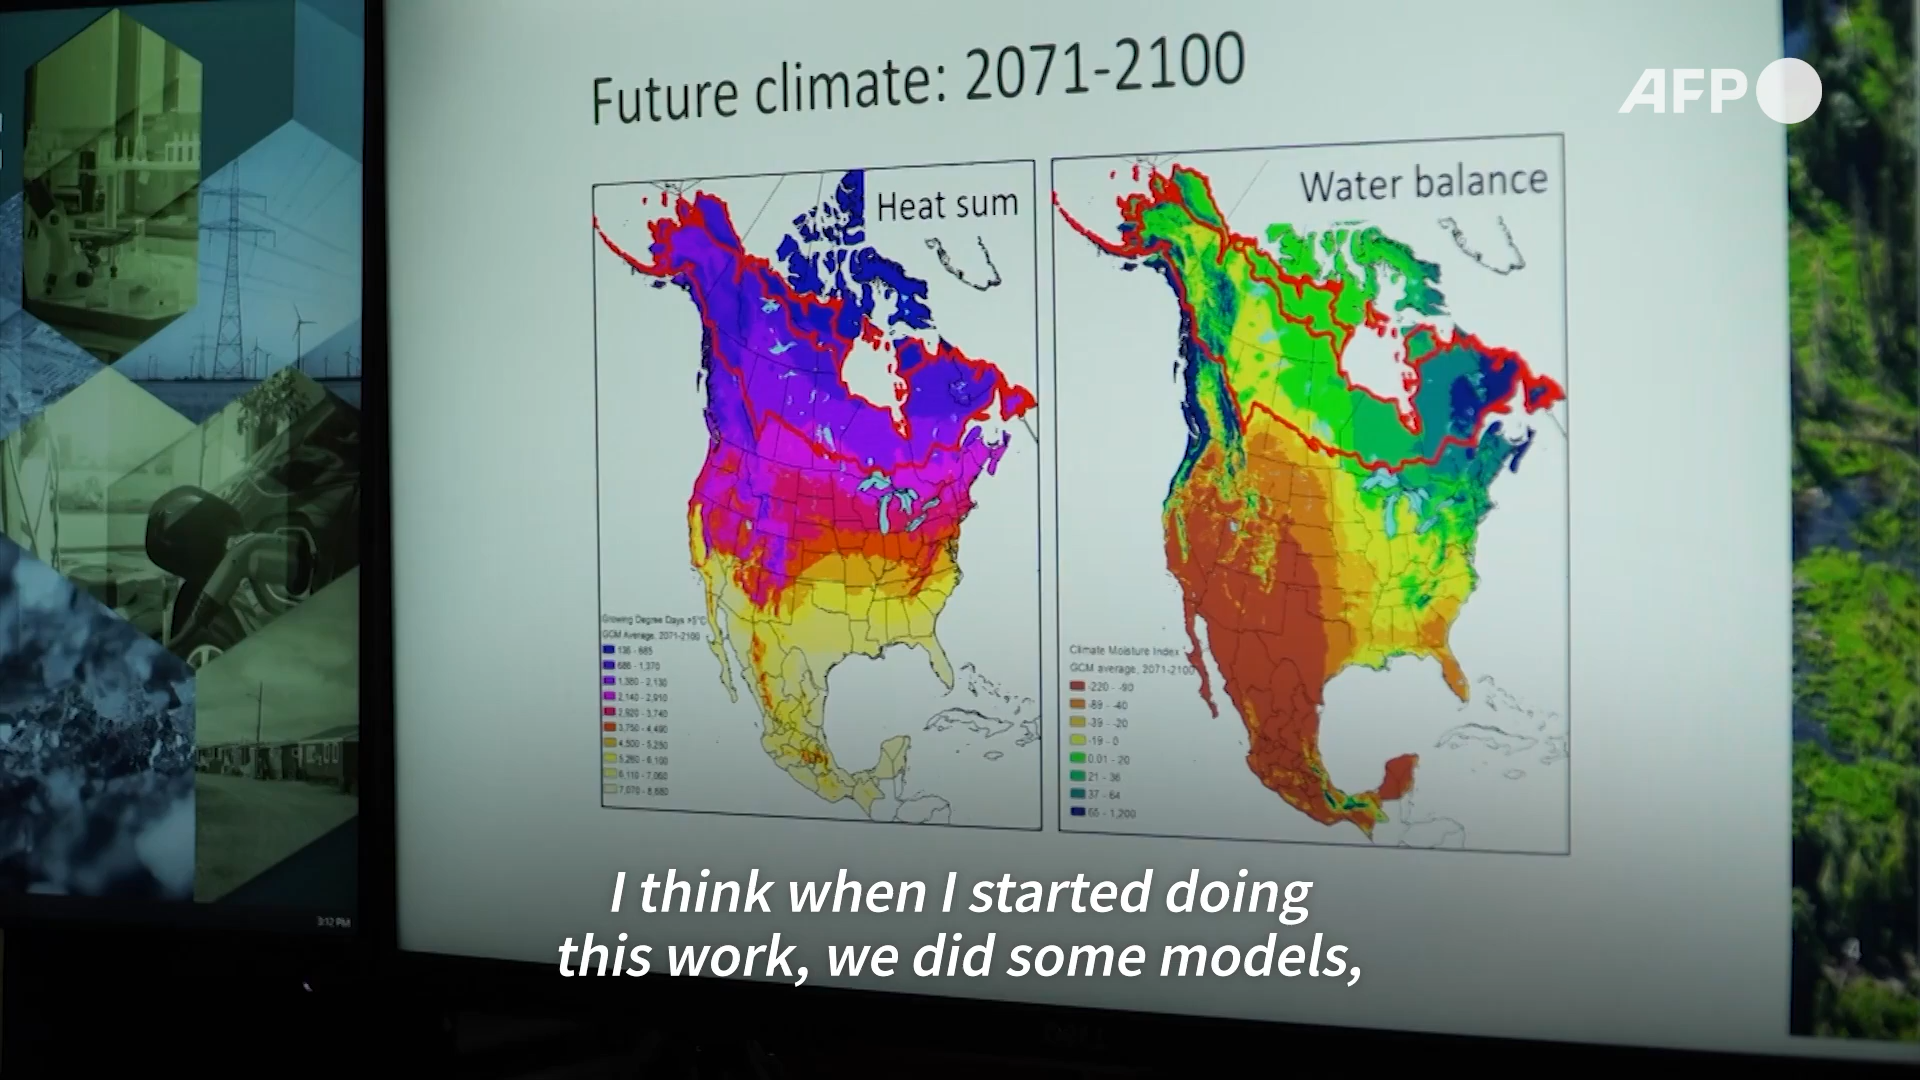 Future climate: 2071-2100
AFP
Heat sum
Water balance
Growing Degree Days >5°C
GCM Average, 2071-2100
136 - 685
686 - 1,370
1,380 - 2,130
2,140 - 2,910
2,920 - 3,740
3,750 - 4,490
4,500 - 5,250
5,260 - 6,100
6,110 - 7,060
7,070 - 8,880
Climate Moisture Index
GCM average, 2071-2100
-220 - -90
-89 - -40
-39 - -20
-19 - 0
0.01 - 20
21 - 36
37 - 64
65 - 1,200
I think when I started doing
this work, we did some models,
3:12 PM